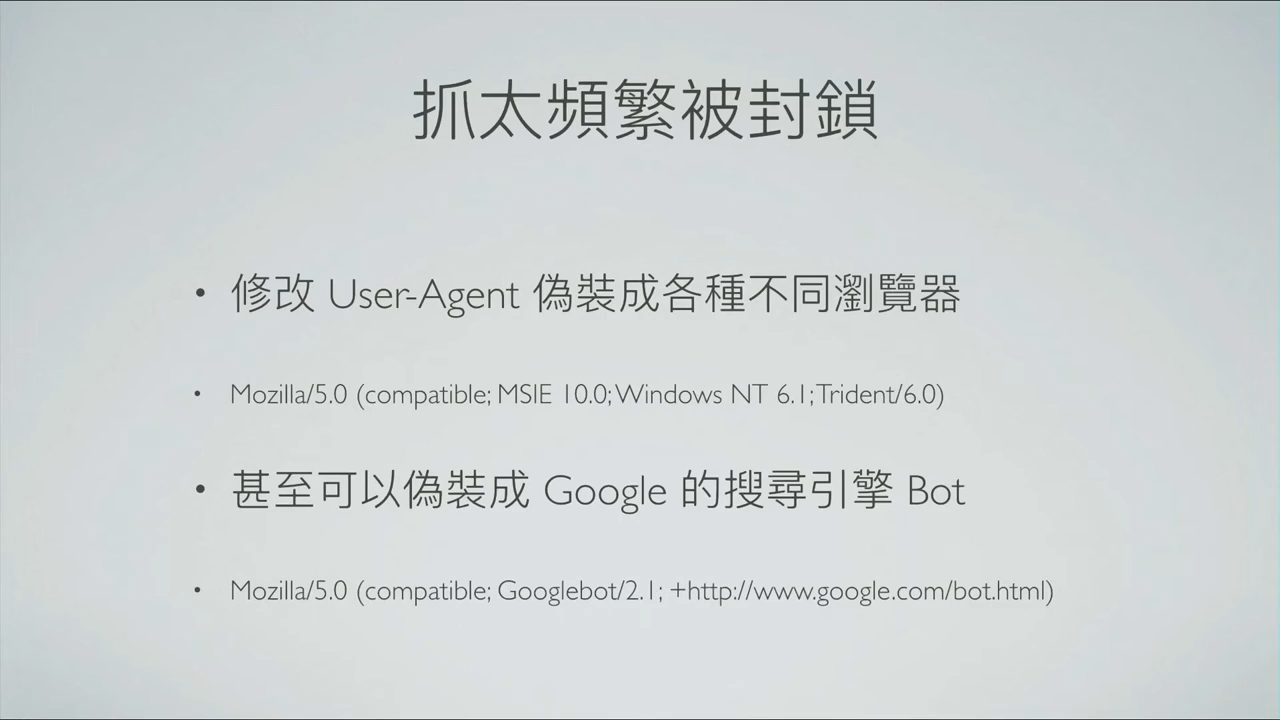 抓太頻繁被封鎖
• 修改 User-Agent 偽裝成各種不同瀏覽器
• Mozilla/5.0 (compatible; MSIE 10.0; Windows NT 6.1; Trident/6.0)
• 甚至可以偽裝成 Google 的搜尋引擎 Bot
• Mozilla/5.0 (compatible; Googlebot/2.1; +http://www.google.com/bot.html)